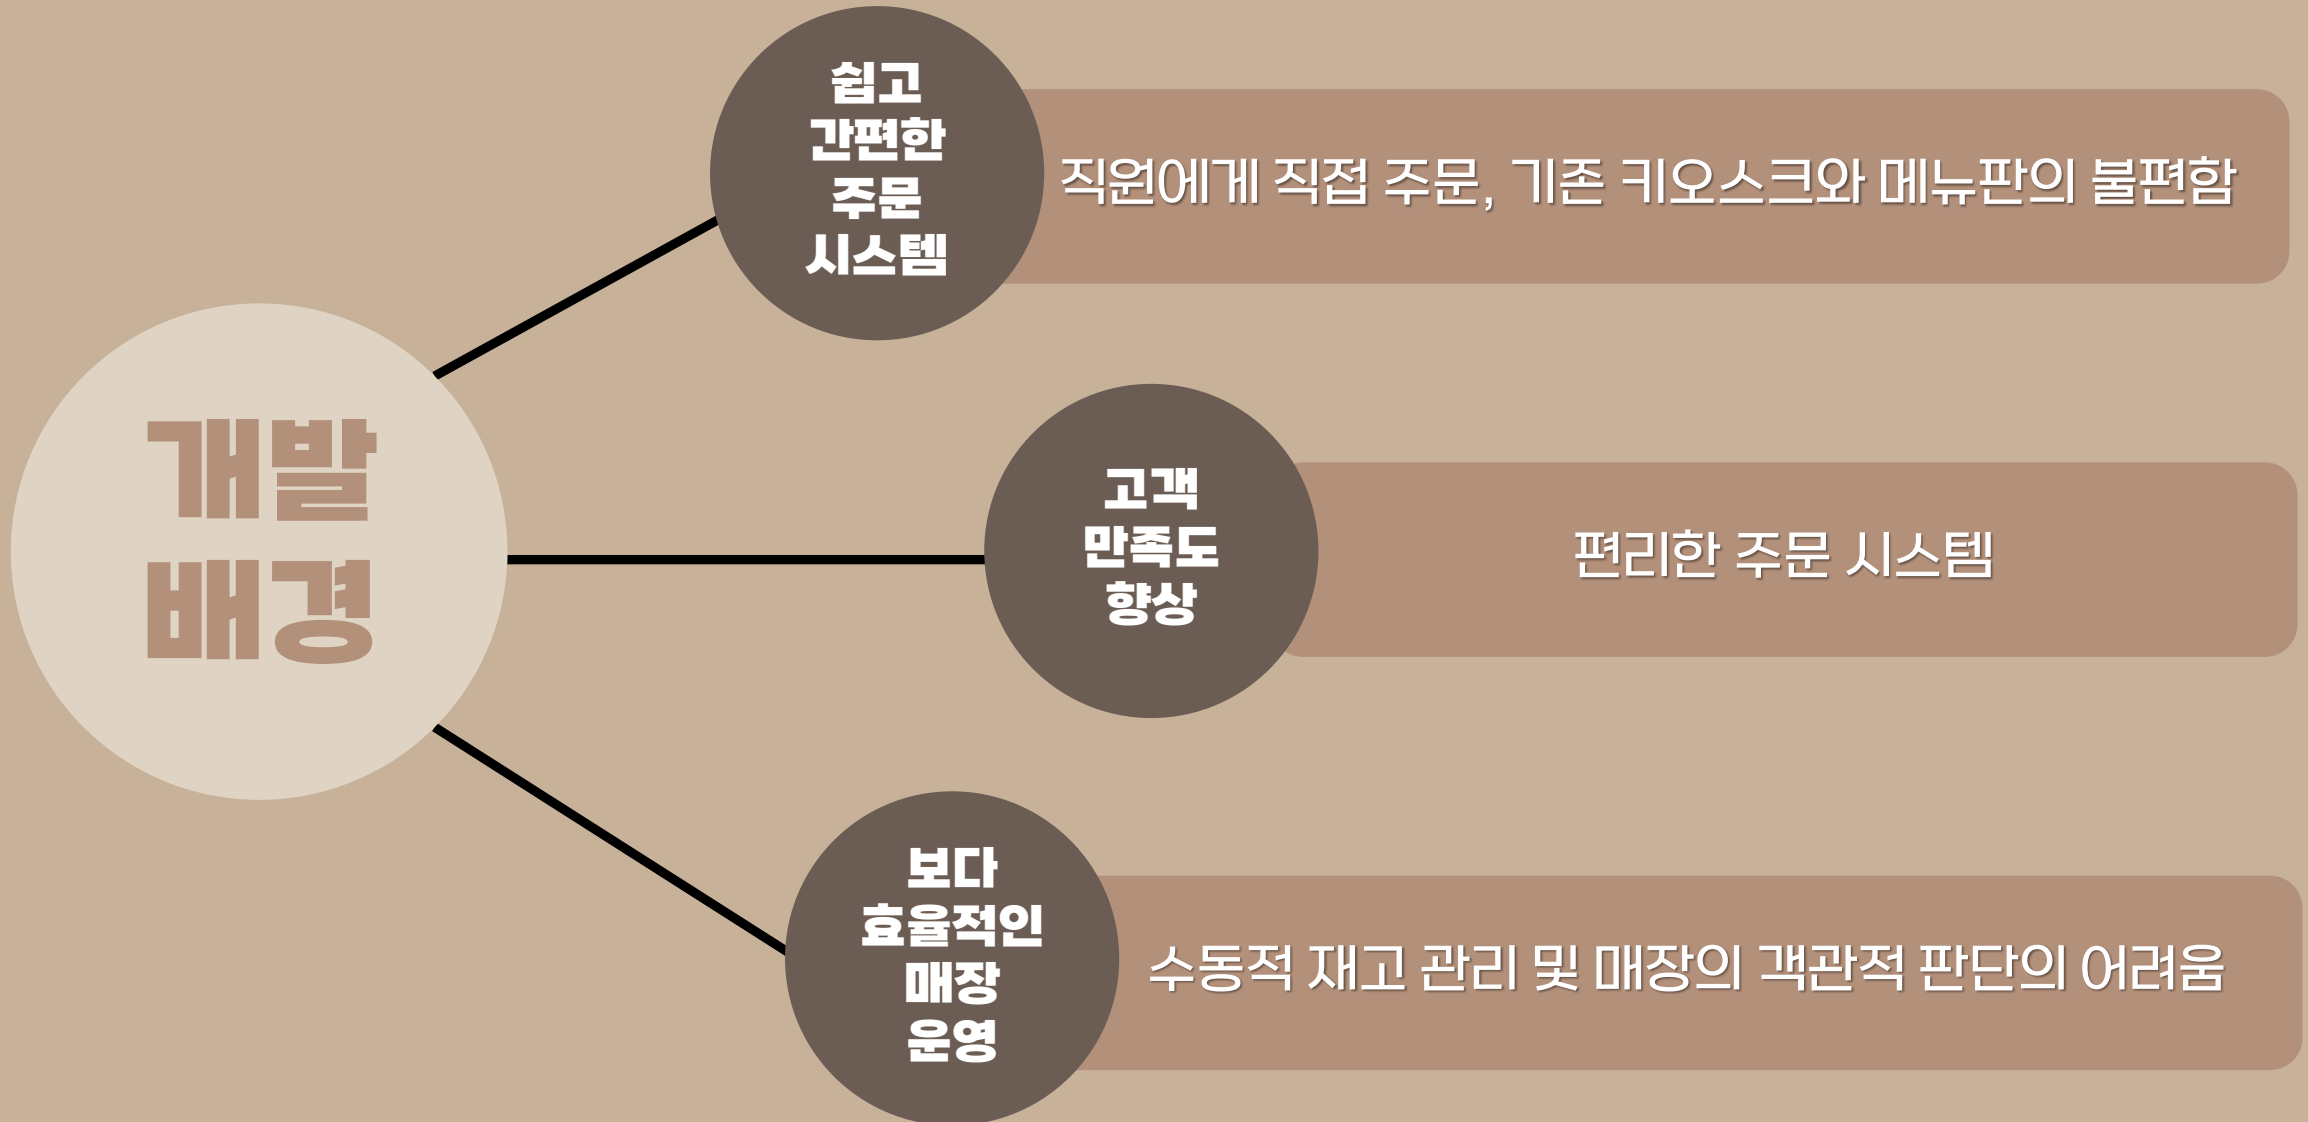 개발
배경
쉽고
간편한
주문
시스템
직원에게 직접 주문, 기존 키오스크와 메뉴판의 불편함
고객
만족도
향상
편리한 주문 시스템
보다
효율적인
매장
운영
수동적 재고 관리 및 매장의 객관적 판단의 어려움